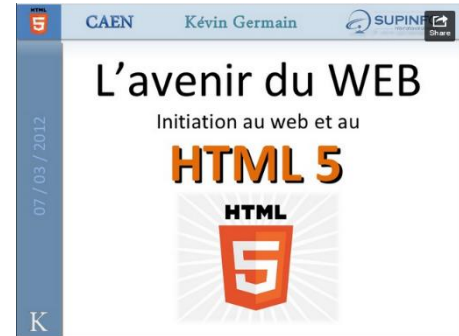 HTML
5
CAEN
Kévin Germain
SUPINF
Share
L'avenir du WEB
Initiation au web et au
HTML 5
HTML
5
07 / 03 / 2012
K